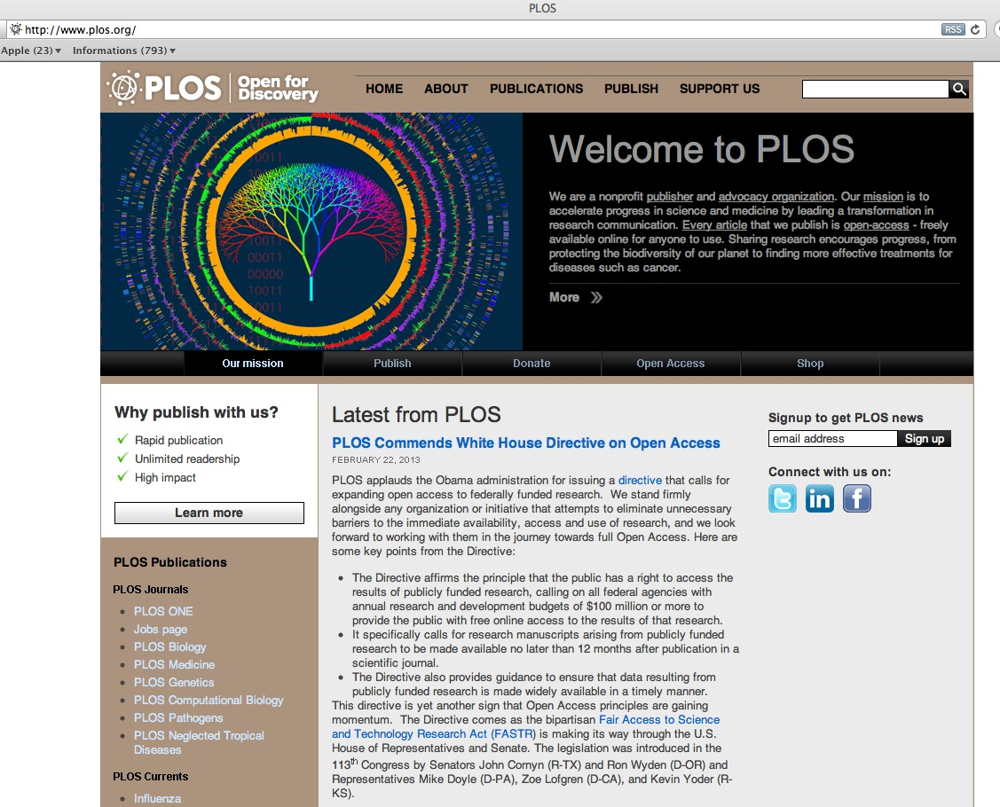 PLOS
http://www.plos.org/
RSS
Apple (23)▾ Informations (793)▾
PLOS
Open for
Discovery
HOME ABOUT PUBLICATIONS PUBLISH SUPPORT US
Welcome to PLOS
We are a nonprofit publisher and advocacy organization. Our mission is to
accelerate progress in science and medicine by leading a transformation in
research communication. Every article that we publish is open-access - freely
available online for anyone to use. Sharing research encourages progress, from
protecting the biodiversity of our planet to finding more effective treatments for
diseases such as cancer.
More
10011
00011
00000
10011
Our mission Publish Donate Open Access Shop
Why publish with us?
Rapid publication
Unlimited readership
High impact
Learn more
PLOS Publications
PLOS Journals
• PLOS ONE
• Jobs page
• PLOS Biology
• PLOS Medicine
• PLOS Genetics
• PLOS Computational Biology
• PLOS Pathogens
• PLOS Neglected Tropical
Diseases
PLOS Currents
• Influenza
Latest from PLOS
PLOS Commends White House Directive on Open Access
FEBRUARY 22, 2013
PLOS applauds the Obama administration for issuing a directive that calls for
expanding open access to federally funded research. We stand firmly
alongside any organization or initiative that attempts to eliminate unnecessary
barriers to the immediate availability, access and use of research, and we look
forward to working with them in the journey towards full Open Access. Here are
some key points from the Directive:
• The Directive affirms the principle that the public has a right to access the
results of publicly funded research, calling on all federal agencies with
annual research and development budgets of $100 million or more to
provide the public with free online access to the results of that research.
• It specifically calls for research manuscripts arising from publicly funded
research to be made available no later than 12 months after publication in a
scientific journal.
• The Directive also provides guidance to ensure that data resulting from
publicly funded research is made widely available in a timely manner.
This directive is yet another sign that Open Access principles are gaining
momentum. The Directive comes as the bipartisan Fair Access to Science
and Technology Research Act (FASTR) is making its way through the U.S.
House of Representatives and Senate. The legislation was introduced in the
113th Congress by Senators John Cornyn (R-TX) and Ron Wyden (D-OR) and
Representatives Mike Doyle (D-PA), Zoe Lofgren (D-CA), and Kevin Yoder (R-
KS).
Signup to get PLOS news
email address Sign up
Connect with us on: